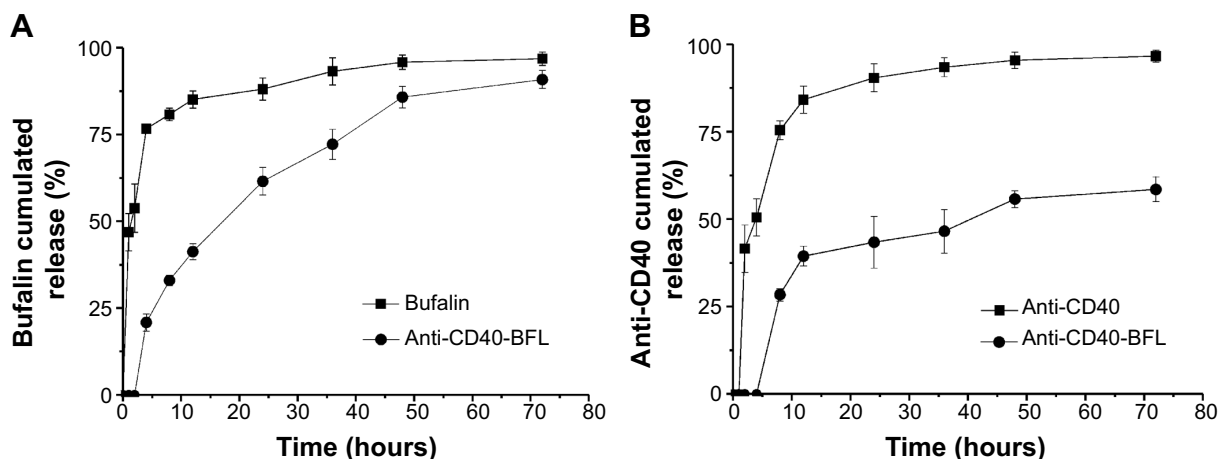 A
Bufalin cumulated
release (%)
100
75
50
25
0
Bufalin
Anti-CD40-BFL
0 10 20 30 40 50 60 70 80
Time (hours)
B
Anti-CD40 cumulated
release (%)
100
75
50
25
0
Anti-CD40
Anti-CD40-BFL
0 10 20 30 40 50 60 70 80
Time (hours)